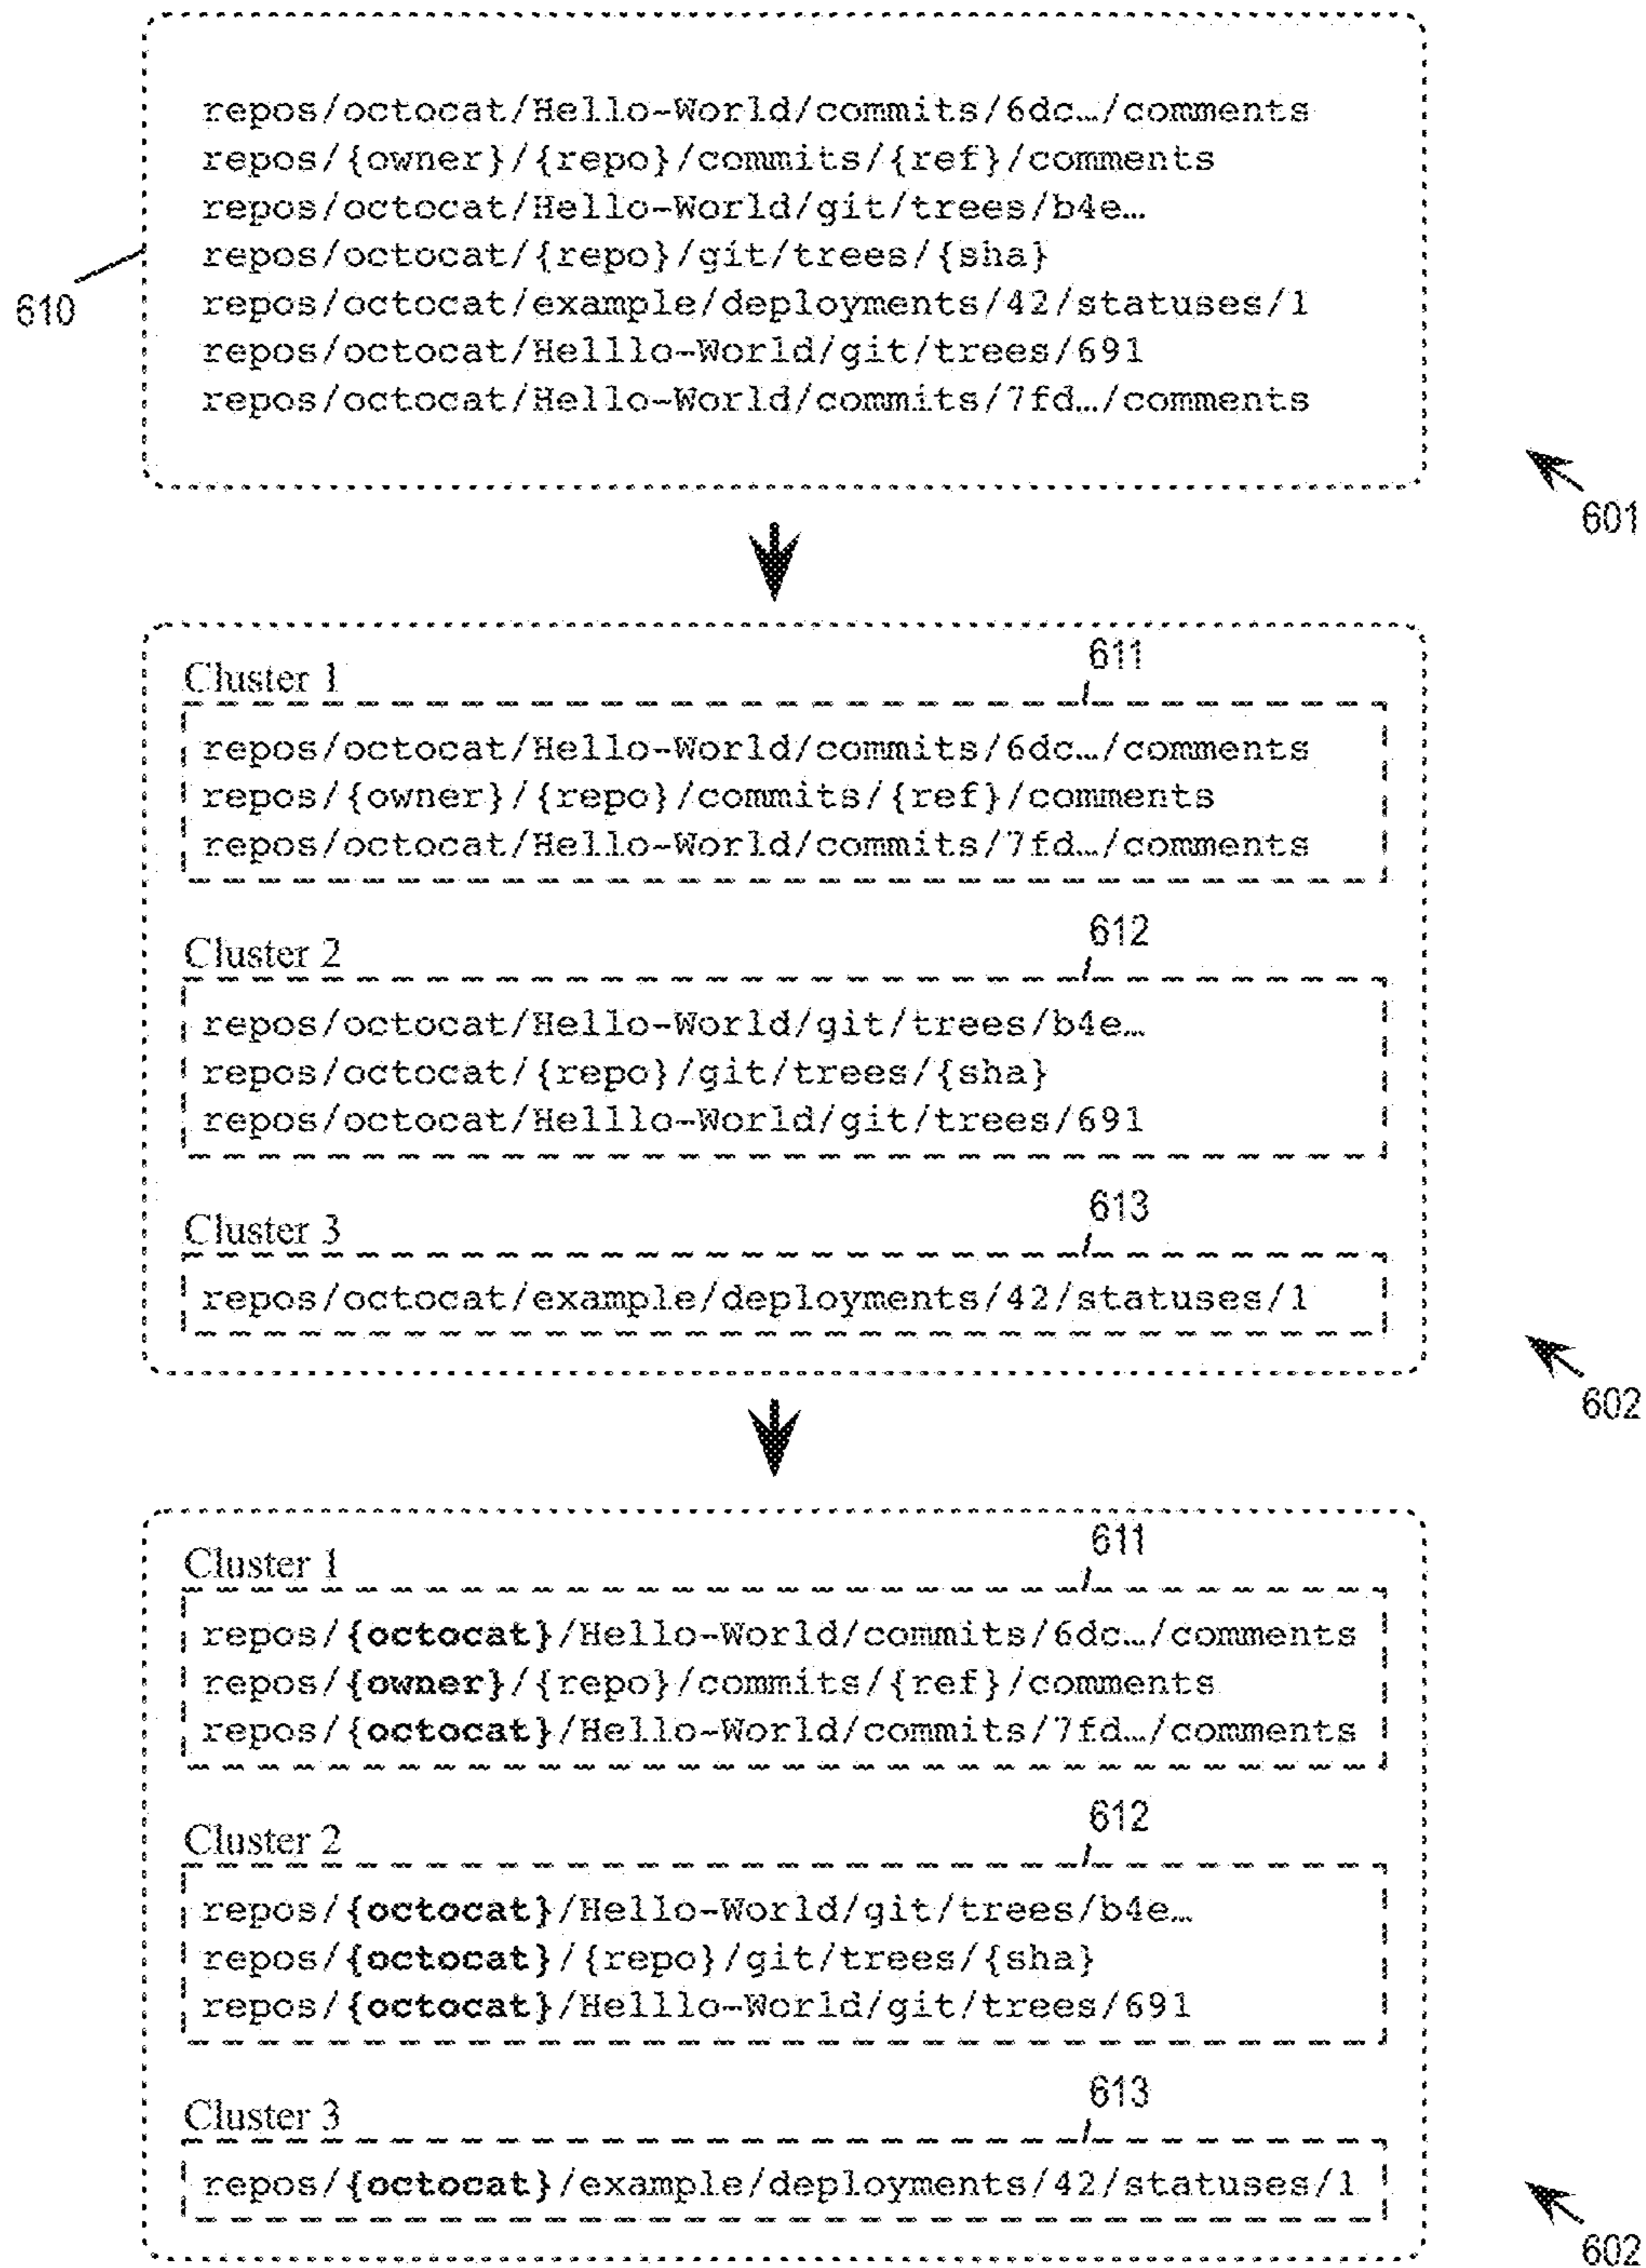 repos/octocat/Hello-World/commits/6dc…/comments
repos/{owner}/{repo}/commits/{ref}/comments
repos/octocat/Hello-World/git/trees/b4e…
repos/octocat/{repo}/git/trees/{sha}
610
repos/octocat/example/deployments/42/statuses/1
repos/octocat/Helllo-World/git/trees/691
repos/octocat/Hello-World/commits/7fd…/comments
601
611
Cluster 1
repos/octocat/Hello-World/commits/6dc…/comments
repos/{owner}/{repo}/commits/{ref}/comments
repos/octocat/Hello-World/commits/7fd…/comments
612
Cluster 2
repos/octocat/Hello-World/git/trees/b4e…
repos/octocat/{repo}/git/trees/{sha}
repos/octocat/Helllo-World/git/trees/691
613
Cluster 3
repos/octocat/example/deployments/42/statuses/1
602
611
Cluster 1
repos/{octocat}/Hello-World/commits/6dc…/comments
repos/{owner}/{repo}/commits/{ref}/comments
repos/{octocat}/Hello-World/commits/7fd…/comments
612
Cluster 2
repos/{octocat}/Hello-World/git/trees/b4e…
repos/{octocat}/{repo}/git/trees/{sha}
repos/{octocat}/Helllo-World/git/trees/691
613
Cluster 3
repos/{octocat}/example/deployments/42/statuses/1
602